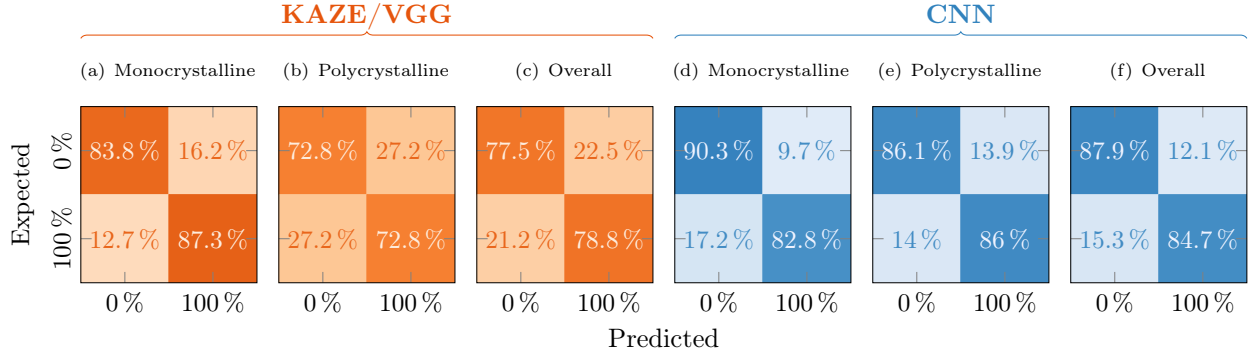 KAZE/VGG CNN
(a) Monocrystalline (b) Polycrystalline (c) Overall (d) Monocrystalline (e) Polycrystalline (f) Overall
Expected
0 %
83.8 % 16.2 % 72.8 % 27.2 % 77.5 % 22.5 % 90.3 % 9.7 % 86.1 % 13.9 % 87.9 % 12.1 %
100 %
12.7 % 87.3 % 27.2 % 72.8 % 21.2 % 78.8 % 17.2 % 82.8 % 14 % 86 % 15.3 % 84.7 %
0 % 100 % 0 % 100 % 0 % 100 % 0 % 100 % 0 % 100 % 0 % 100 %
Predicted